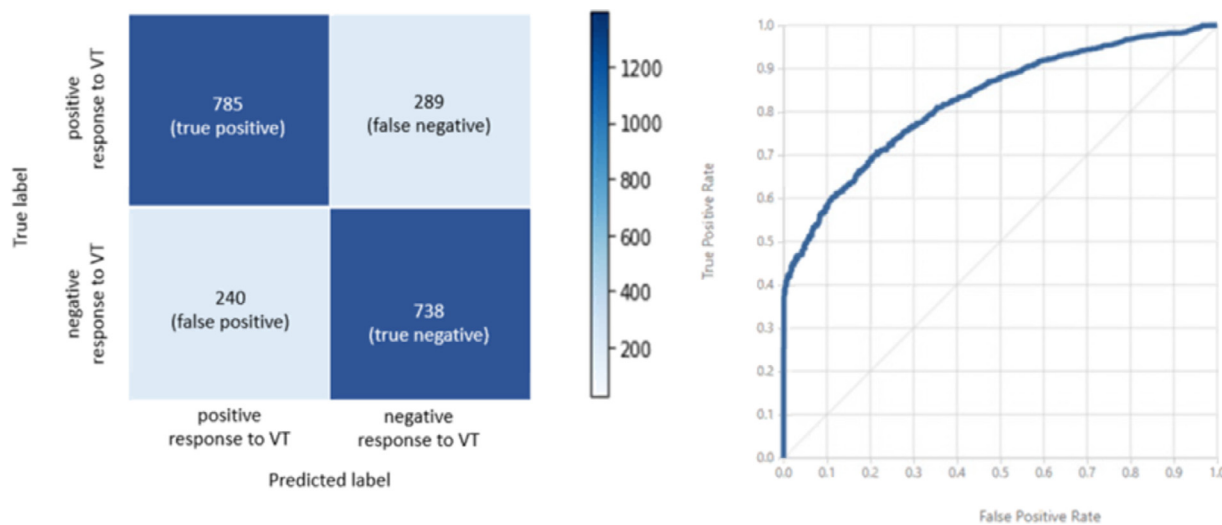 True label
positive
response to VT
negative
response to VT
785
(true positive)
289
(false negative)
240
(false positive)
738
(true negative)
positive
response to VT
negative
response to VT
Predicted label
1200
1000
800
600
400
200
True Positive Rate
1.0
0.9
0.8
0.7
0.6
0.5
0.4
0.3
0.2
0.1
0.0
0.0 0.1 0.2 0.3 0.4 0.5 0.6 0.7 0.8 0.9 1.0
False Positive Rate